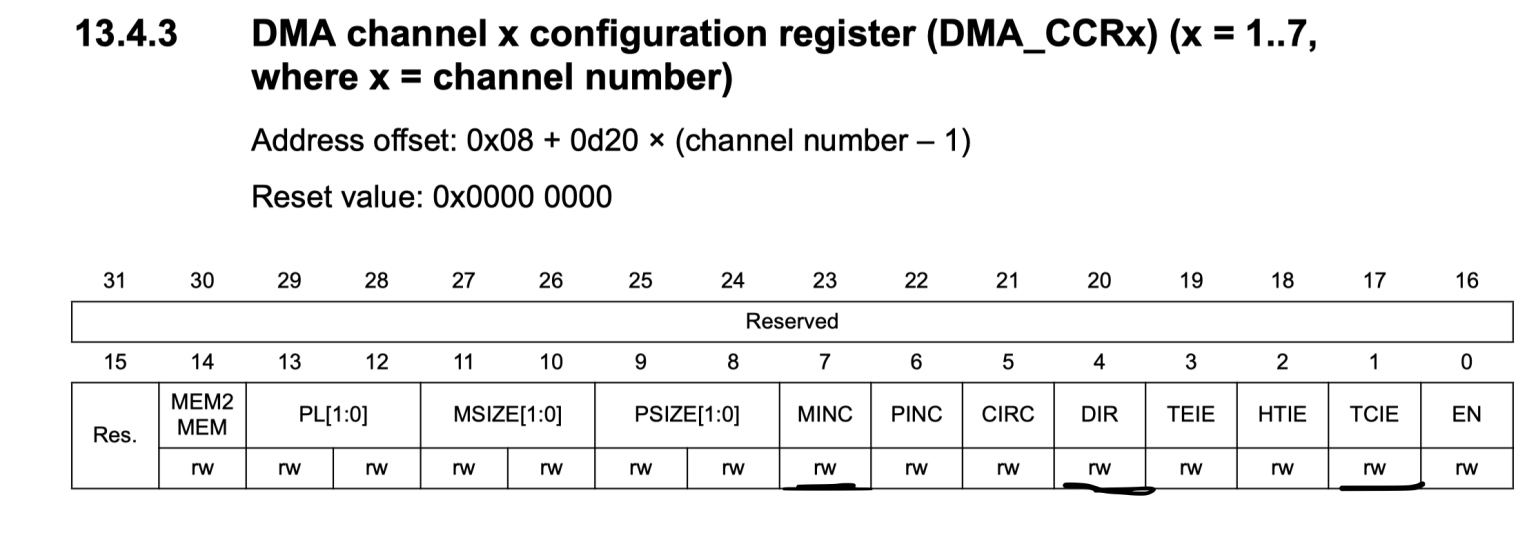 13.4.3 DMA channel x configuration register (DMA_CCRx) (x = 1..7,
where x = channel number)
Address offset: 0x08 + 0d20 × (channel number – 1)
Reset value: 0x0000 0000
31 30 29 28 27 26 25 24 23 22 21 20 19 18 17 16
Reserved
15 14 13 12 11 10 9 8 7 6 5 4 3 2 1 0
Res. MEM2 MEM PL[1:0] MSIZE[1:0] PSIZE[1:0] MINC PINC CIRC DIR TEIE HTIE TCIE EN
rw rw rw rw rw rw rw rw rw rw rw rw rw rw rw